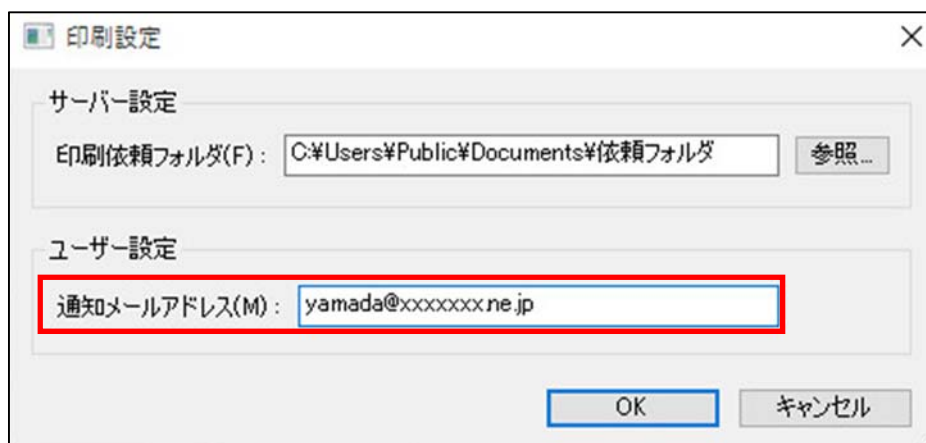 印刷設定
サーバー設定
印刷依頼フォルダ(F) : C:¥Users¥Public¥Documents¥依頼フォルダ 参照...
ユーザー設定
通知メールアドレス(M) : yamada@xxxxxxx.ne.jp
OK キャンセル